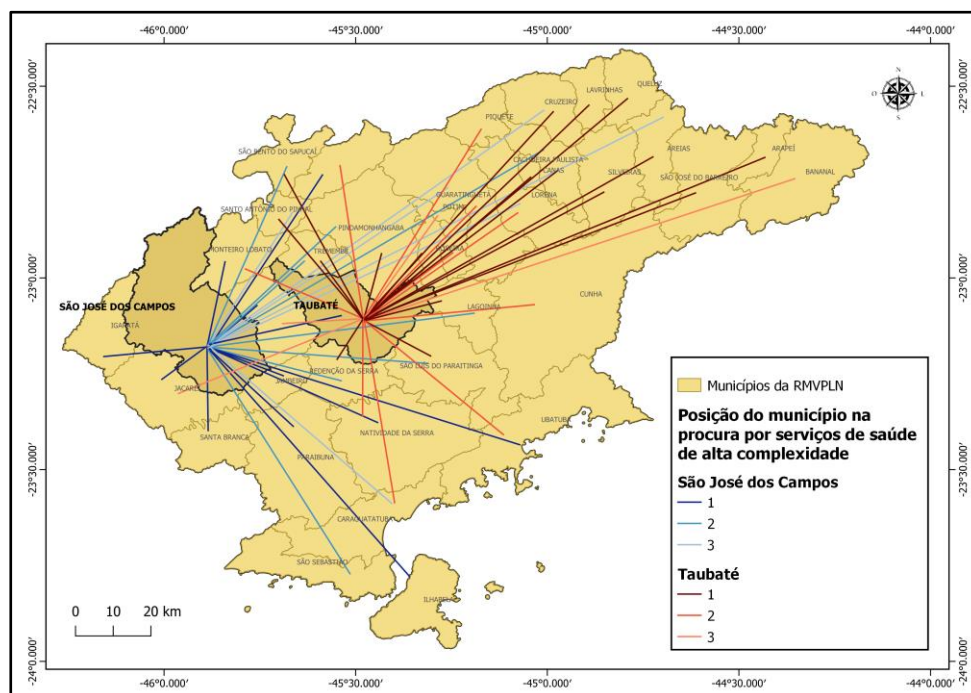 -46°0.000' -45°30.000' -45°0.000' -44°30.000' -44°0.000'
-22°30.000' -22°30.000'
N
O L
S
QUELUZ
LAVRINHAS
CRUZEIRO
PIQUETE
SÃO BENTO DO SAPUCAÍ
CACHOEIRA PAULISTA
AREIAS
ARAPEÍ
CANAS
SILVEIRAS
SÃO JOSÉ DO BARREIRO
BANANAL
GUARATINGUETÁ
LORENA
SANTO ANTÔNIO DO PINHAL
POTIM
PINDAMONHANGABA
MONTEIRO LOBATO
TREMEMBÉ
-23°0.000' -23°0.000'
CUNHA
SÃO JOSÉ DOS CAMPOS
TAUBATÉ
LAGOINHA
IGARATÁ
SÃO LUÍS DO PARAITINGA
REDENÇÃO DA SERRA
JAMBEIRO
JACAREÍ
UBATUBA
NATIVIDADE DA SERRA
SANTA BRANCA
PARAIBUNA
-23°30.000' -23°30.000'
CARAGUATATUBA
SÃO SEBASTIÃO
ILHABELA
Municípios da RMVPLN
Posição do município na
procura por serviços de saúde
de alta complexidade
São José dos Campos
1
2
3
Taubaté
1
2
3
0 10 20 km
-24°0.000' -24°0.000'
-46°0.000' -45°30.000' -45°0.000' -44°30.000' -44°0.000'